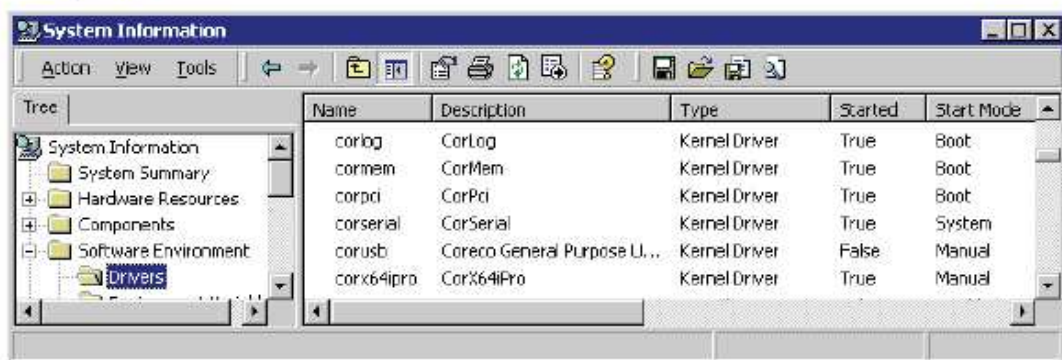 System Information
Action View Tools
Tree
System Information
System Summary
Hardware Resources
Components
Software Environment
Drivers
Name Description Type Started Start Mode
corlog CorLog Kernel Driver True Boot
cormem CorMem Kernel Driver True Boot
corpci CorPci Kernel Driver True Boot
corserial CorSerial Kernel Driver True System
corusb Coreco General Purpose U... Kernel Driver False Manual
corx64ipro CorX64iPro Kernel Driver True Manual